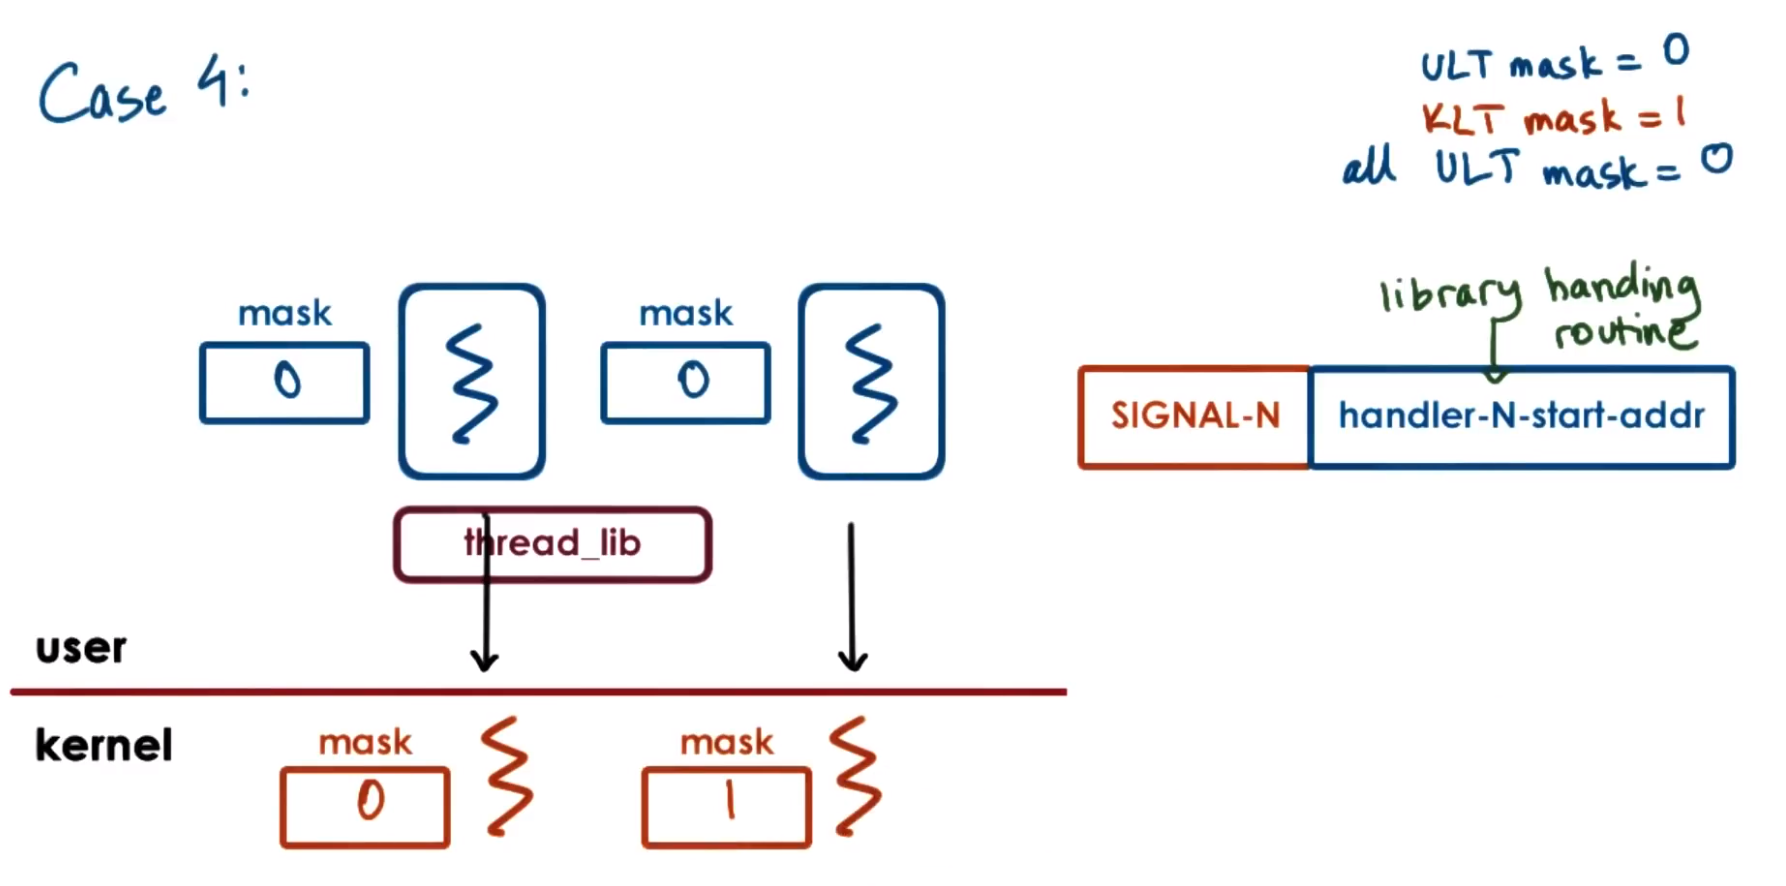 Case 4:
ULT mask = 0
KLT mask = 1
all ULT mask = 0
library handing
routine
mask
0
mask
0
SIGNAL-N
handler-N-start-addr
thread_lib
user
kernel
mask
0
mask
1